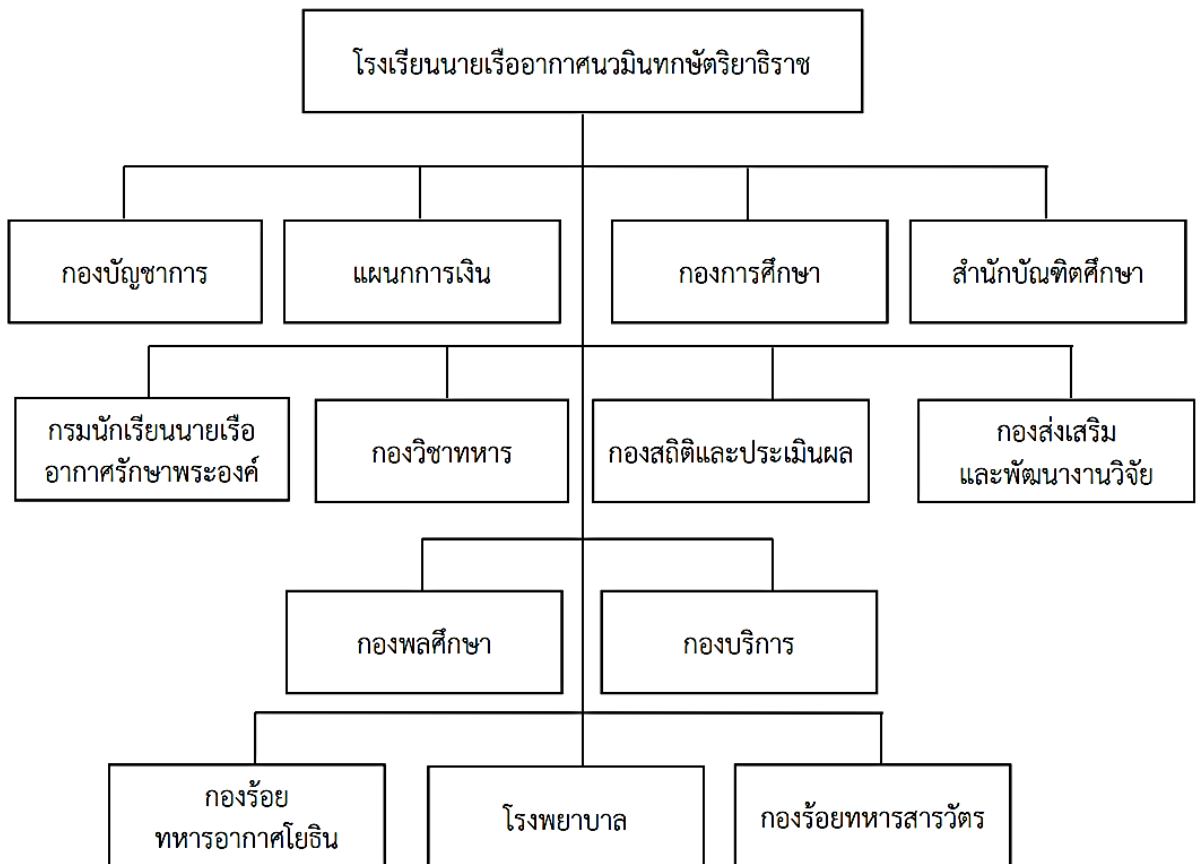 โรงเรียนนายเรืออากาศนวมินทกษัตริยาธิราช
กองบัญชาการ
แผนกการเงิน
กองการศึกษา
สำนักบัณฑิตศึกษา
กรมนักเรียนนายเรือ
อากาศรักษาพระองค์
กองวิชาทหาร
กองสถิติและประเมินผล
กองส่งเสริม
และพัฒนางานวิจัย
กองพลศึกษา
กองบริการ
กองร้อย
ทหารอากาศโยธิน
โรงพยาบาล
กองร้อยทหารสารวัตร